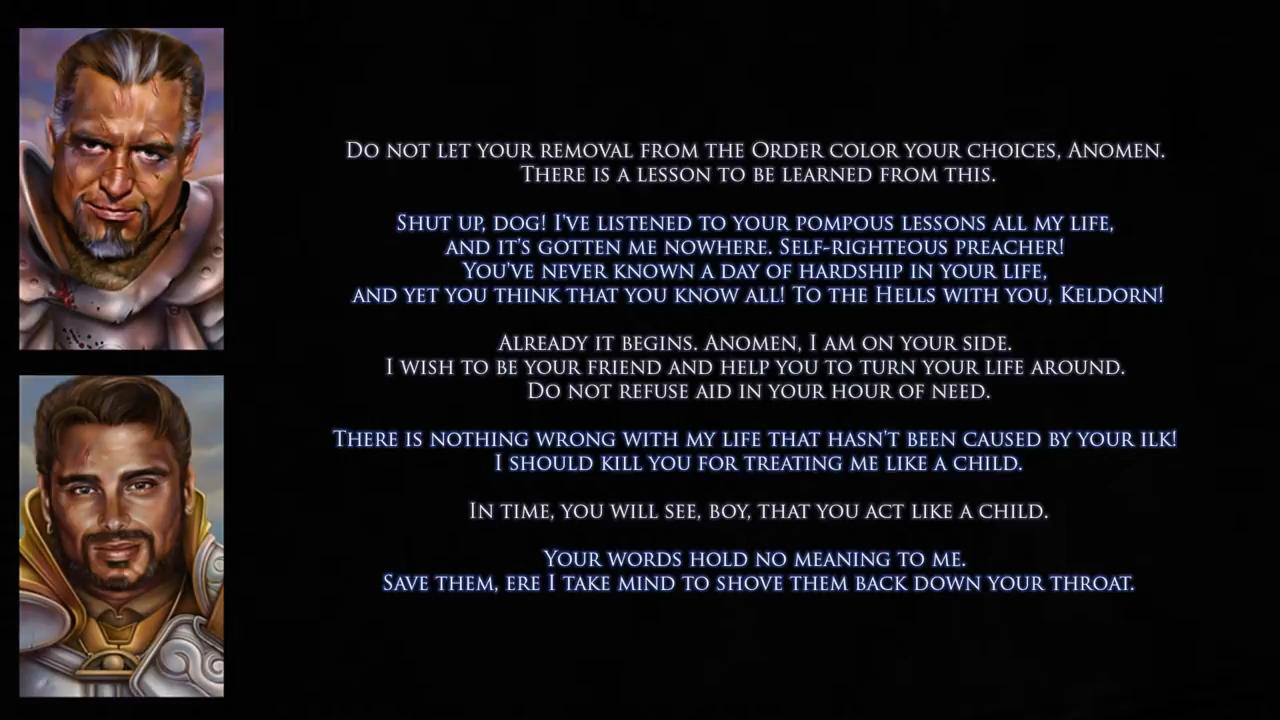 Do not let your removal from the Order color your choices, Anomen.
There is a lesson to be learned from this.
Shut up, dog! I've listened to your pompous lessons all my life,
and it's gotten me nowhere. Self-righteous preacher!
You've never known a day of hardship in your life,
and yet you think that you know all! To the Hells with you, Keldorn!
Already it begins. Anomen, I am on your side.
I wish to be your friend and help you to turn your life around.
Do not refuse aid in your hour of need.
There is nothing wrong with my life that hasn't been caused by your ilk!
I should kill you for treating me like a child.
In time, you will see, boy, that you act like a child.
Your words hold no meaning to me.
Save them, ere I take mind to shove them back down your throat.